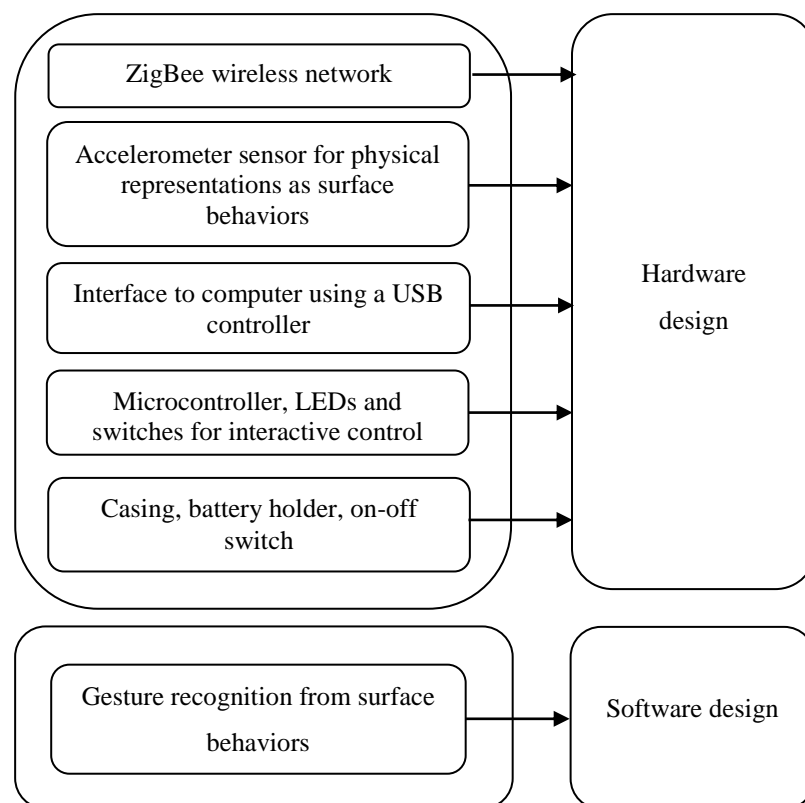 ZigBee wireless network
Accelerometer sensor for physical
representations as surface
behaviors
Interface to computer using a USB
controller
Microcontroller, LEDs and
switches for interactive control
Casing, battery holder, on-off
switch
Hardware
design
Gesture recognition from surface
behaviors
Software design